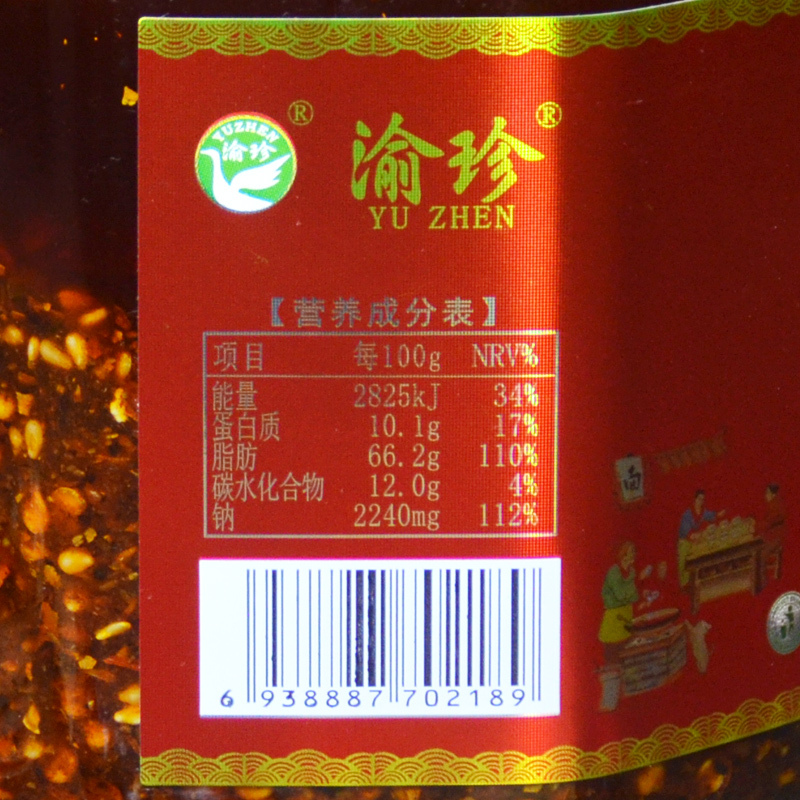 YUZHEN
渝珍
®
渝珍®
YU ZHEN
【营养成分表】
项目 每100g NRV%
能量 2825kJ 34%
蛋白质 10.1g 17%
脂肪 66.2g 110%
碳水化合物 12.0g 4%
钠 2240mg 112%
6 938887 702189
面